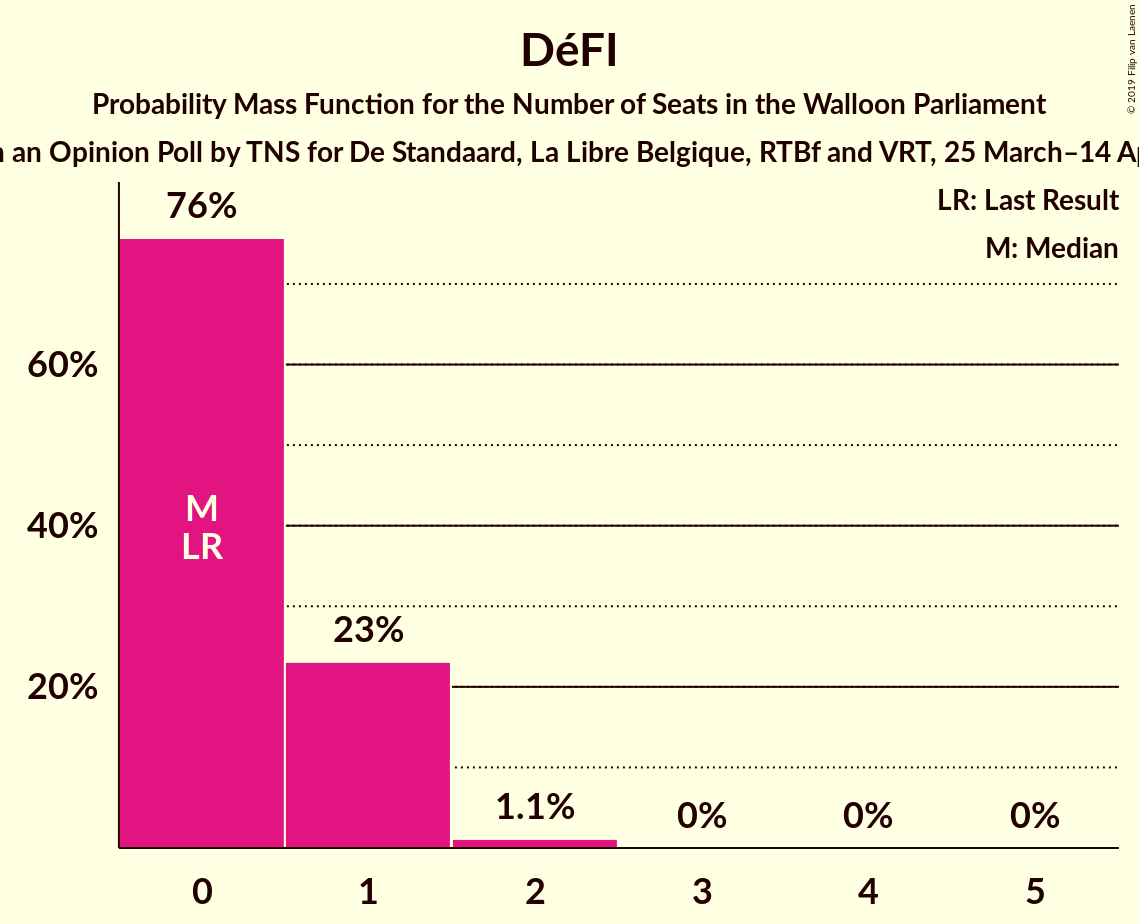 DéFI
Probability Mass Function for the Number of Seats in the Walloon Parliament
an Opinion Poll by TNS for De Standaard, La Libre Belgique, RTBf and VRT, 25 March–14
© 2019 Filip van Laenen
LR: Last Result
M: Median
76%
60%
M
40%
LR
23%
20%
1.1%
0%
0%
0%
0
1
2
3
4
5